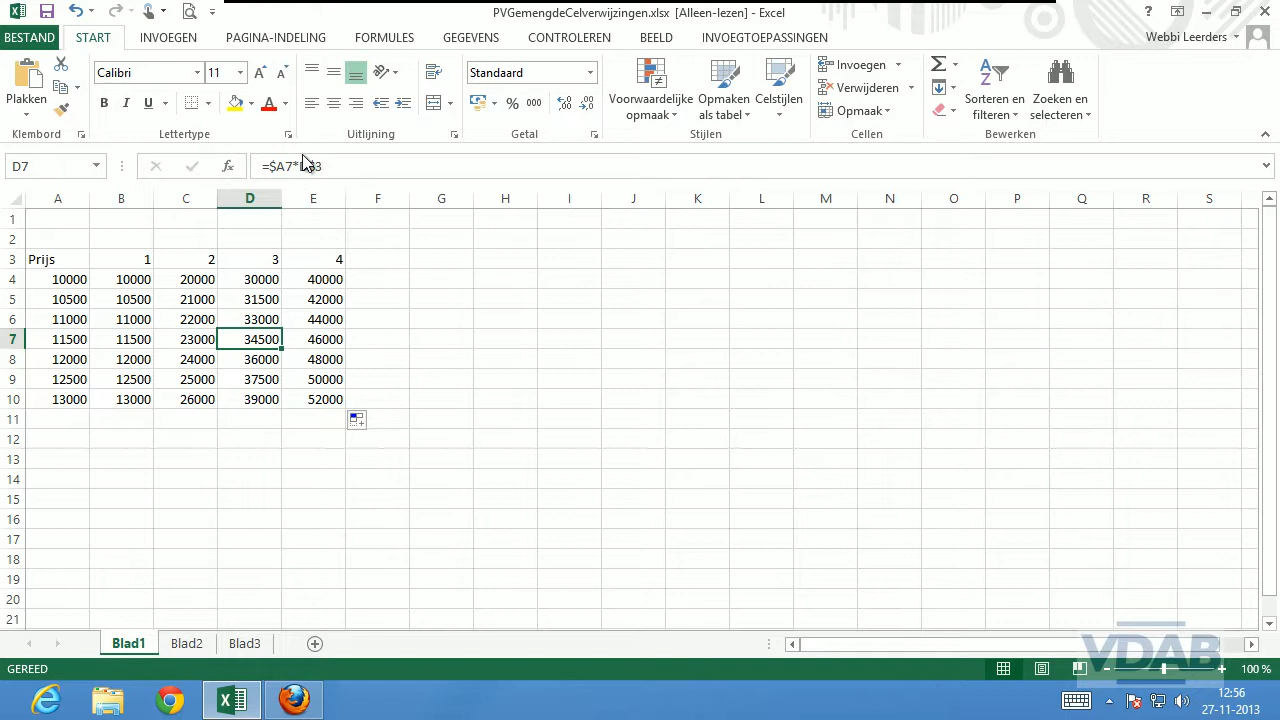 PVGemengdeCelverwijzingen.xlsx [Alleen-lezen] - Excel
BESTAND START INVOEGEN PAGINA-INDELING FORMULES GEGEVENS CONTROLEREN BEELD INVOEGTOEPASSINGEN Webbi Leerders
Plakken
Klembord
Calibri 11
B I U
Lettertype
Uitlijning
Standaard
% 000
Getal
Voorwaardelijke opmaak
Opmaken als tabel
Celstijlen
Stijlen
Invoegen
Verwijderen
Opmaak
Cellen
Sorteren en filteren
Zoeken en selecteren
Bewerken
D7 fx
A B C D E F G H I J K L M N O P Q R S
1
2
3 Prijs 1 2 3 4
4 10000 10000 20000 30000 40000
5 10500 10500 21000 31500 42000
6 11000 11000 22000 33000 44000
7 11500 11500 23000 34500 46000
8 12000 12000 24000 36000 48000
9 12500 12500 25000 37500 50000
10 13000 13000 26000 39000 52000
11
12
13
14
15
16
17
18
19
20
21
Blad1 Blad2 Blad3
VDAB
GEREED 100 %
12:56
27-11-2013